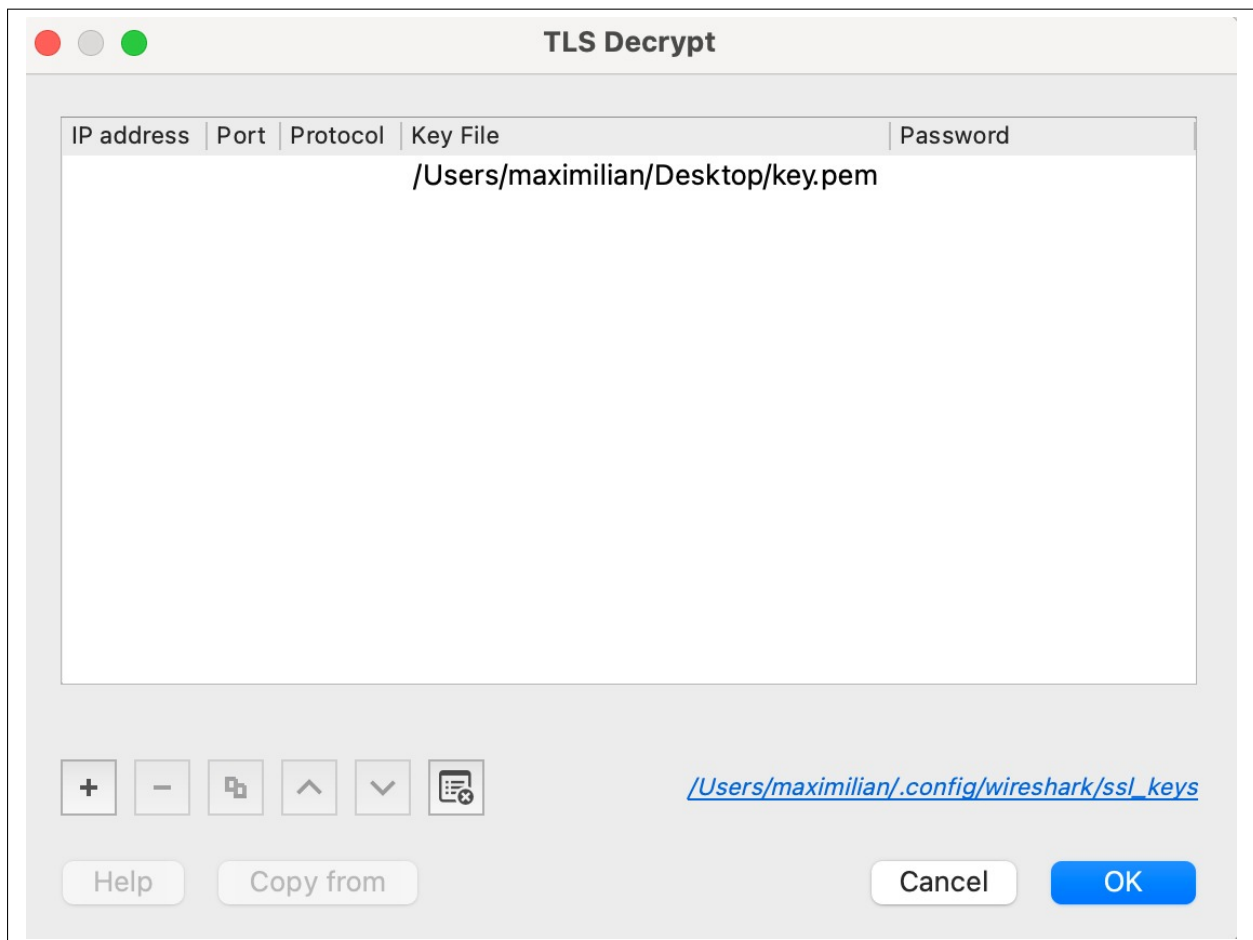 TLS Decrypt
IP address Port Protocol Key File Password
/Users/maximilian/Desktop/key.pem
/Users/maximilian/.config/wireshark/ssl_keys
Help Copy from Cancel OK